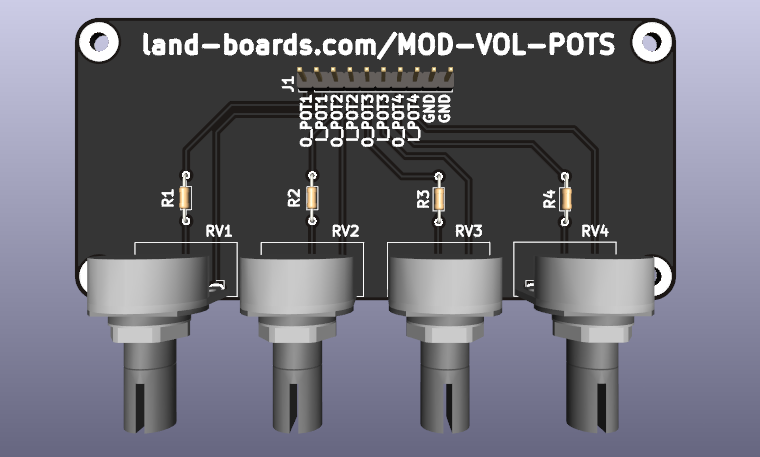 land-boards.com/MOD-VOL-POTS
J1
O_POT1
I_POT1
O_POT2
I_POT2
O_POT3
I_POT3
O_POT4
I_POT4
GND
GND
R1
R2
R3
R4
RV1
RV2
RV3
RV4